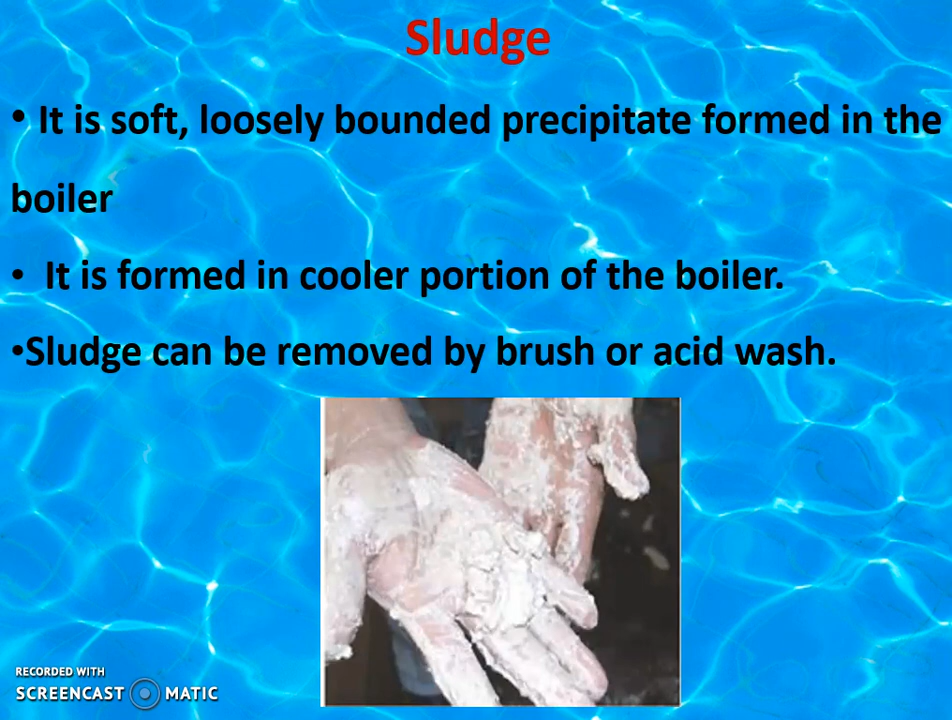 Sludge
• It is soft, loosely bounded precipitate formed in the
boiler
• It is formed in cooler portion of the boiler.
•Sludge can be removed by brush or acid wash.
RECORDED WITH
SCREENCAST MATIC